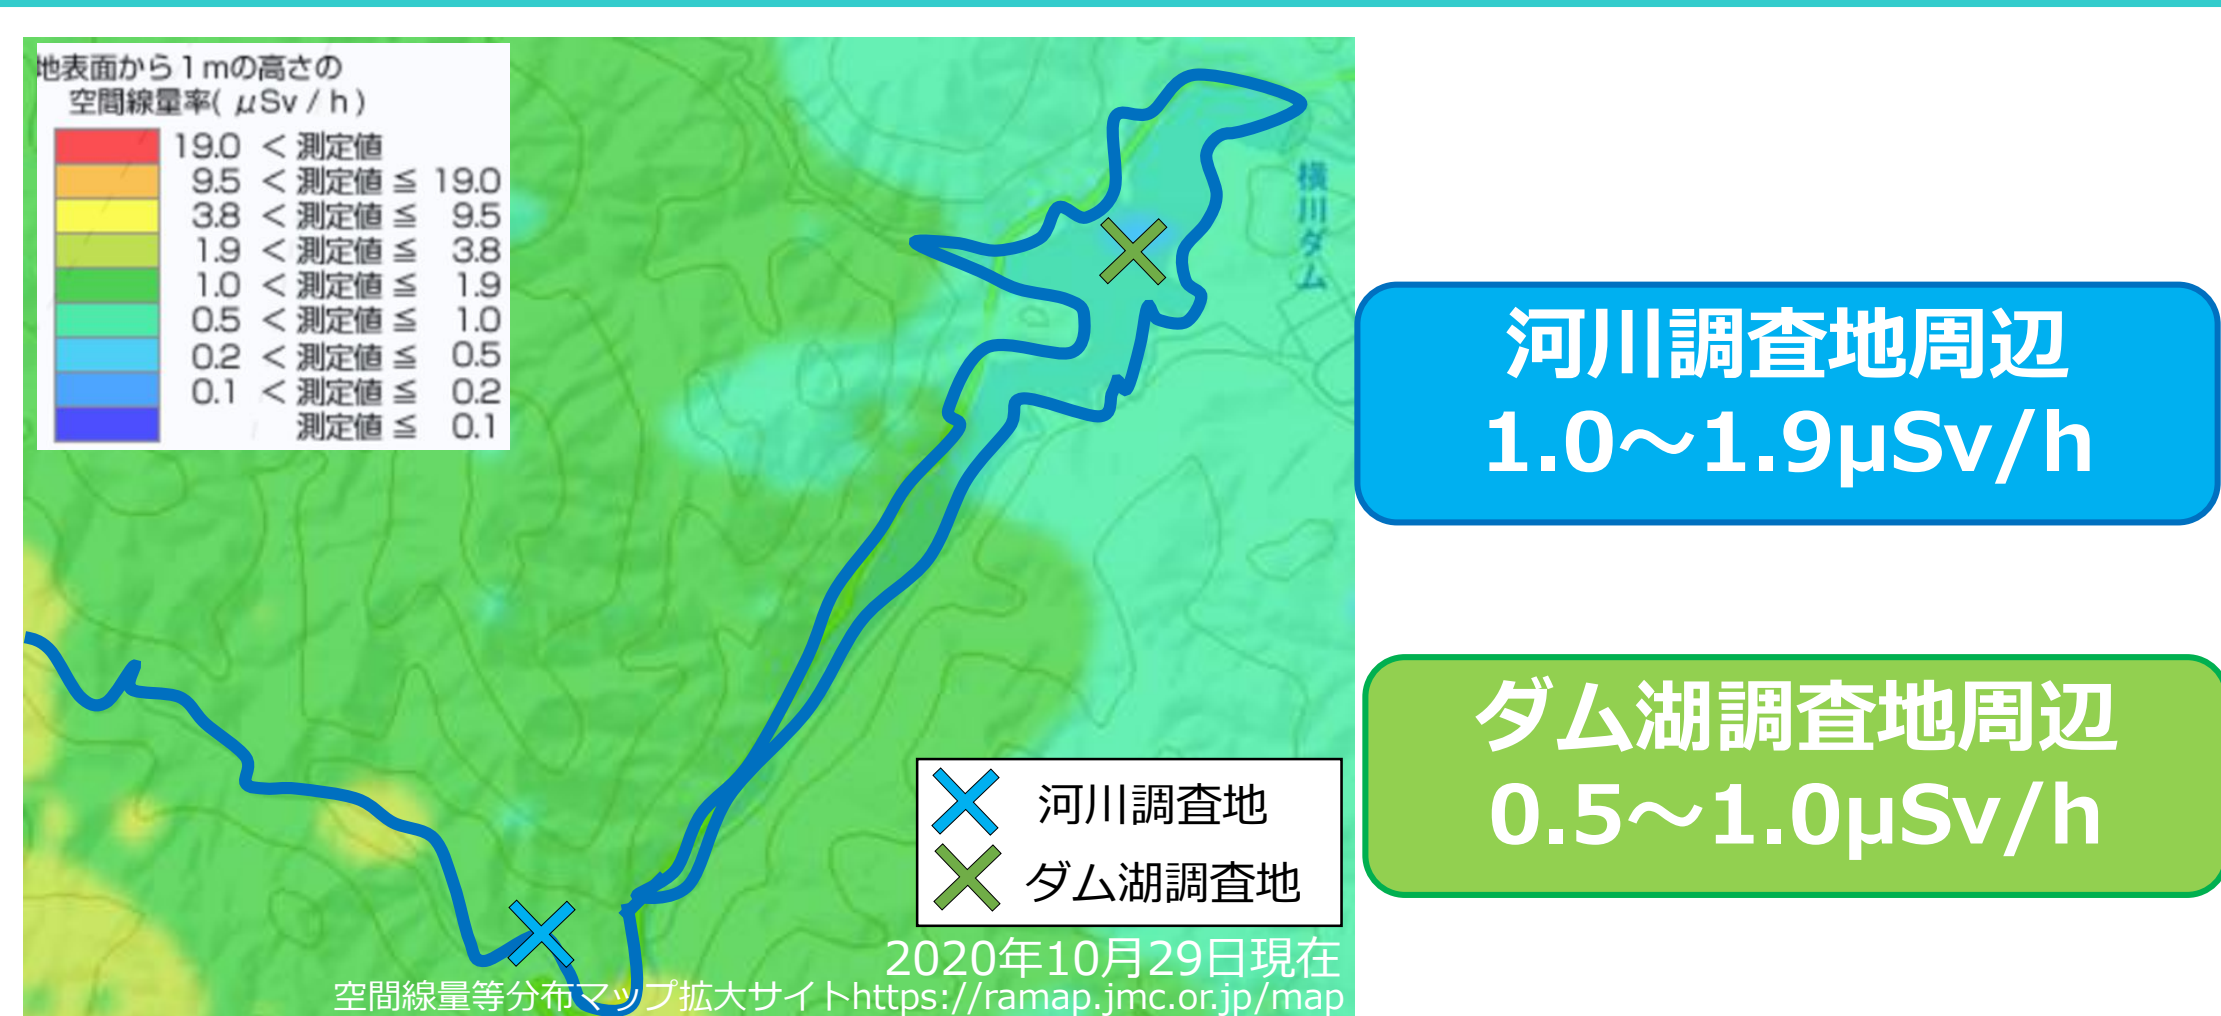 地表面から1mの高さの
空間線量率( μSv / h )
19.0 < 測定値
9.5 < 測定値 ≦ 19.0
3.8 < 測定値 ≦ 9.5
1.9 < 測定値 ≦ 3.8
1.0 < 測定値 ≦ 1.9
0.5 < 測定値 ≦ 1.0
0.2 < 測定値 ≦ 0.5
0.1 < 測定値 ≦ 0.2
測定値 ≦ 0.1
横川ダム
河川調査地周辺
1.0～1.9μSv/h
ダム湖調査地周辺
0.5～1.0μSv/h
河川調査地
ダム湖調査地
2020年10月29日現在
空間線量等分布マップ拡大サイトhttps://ramap.jmc.or.jp/map